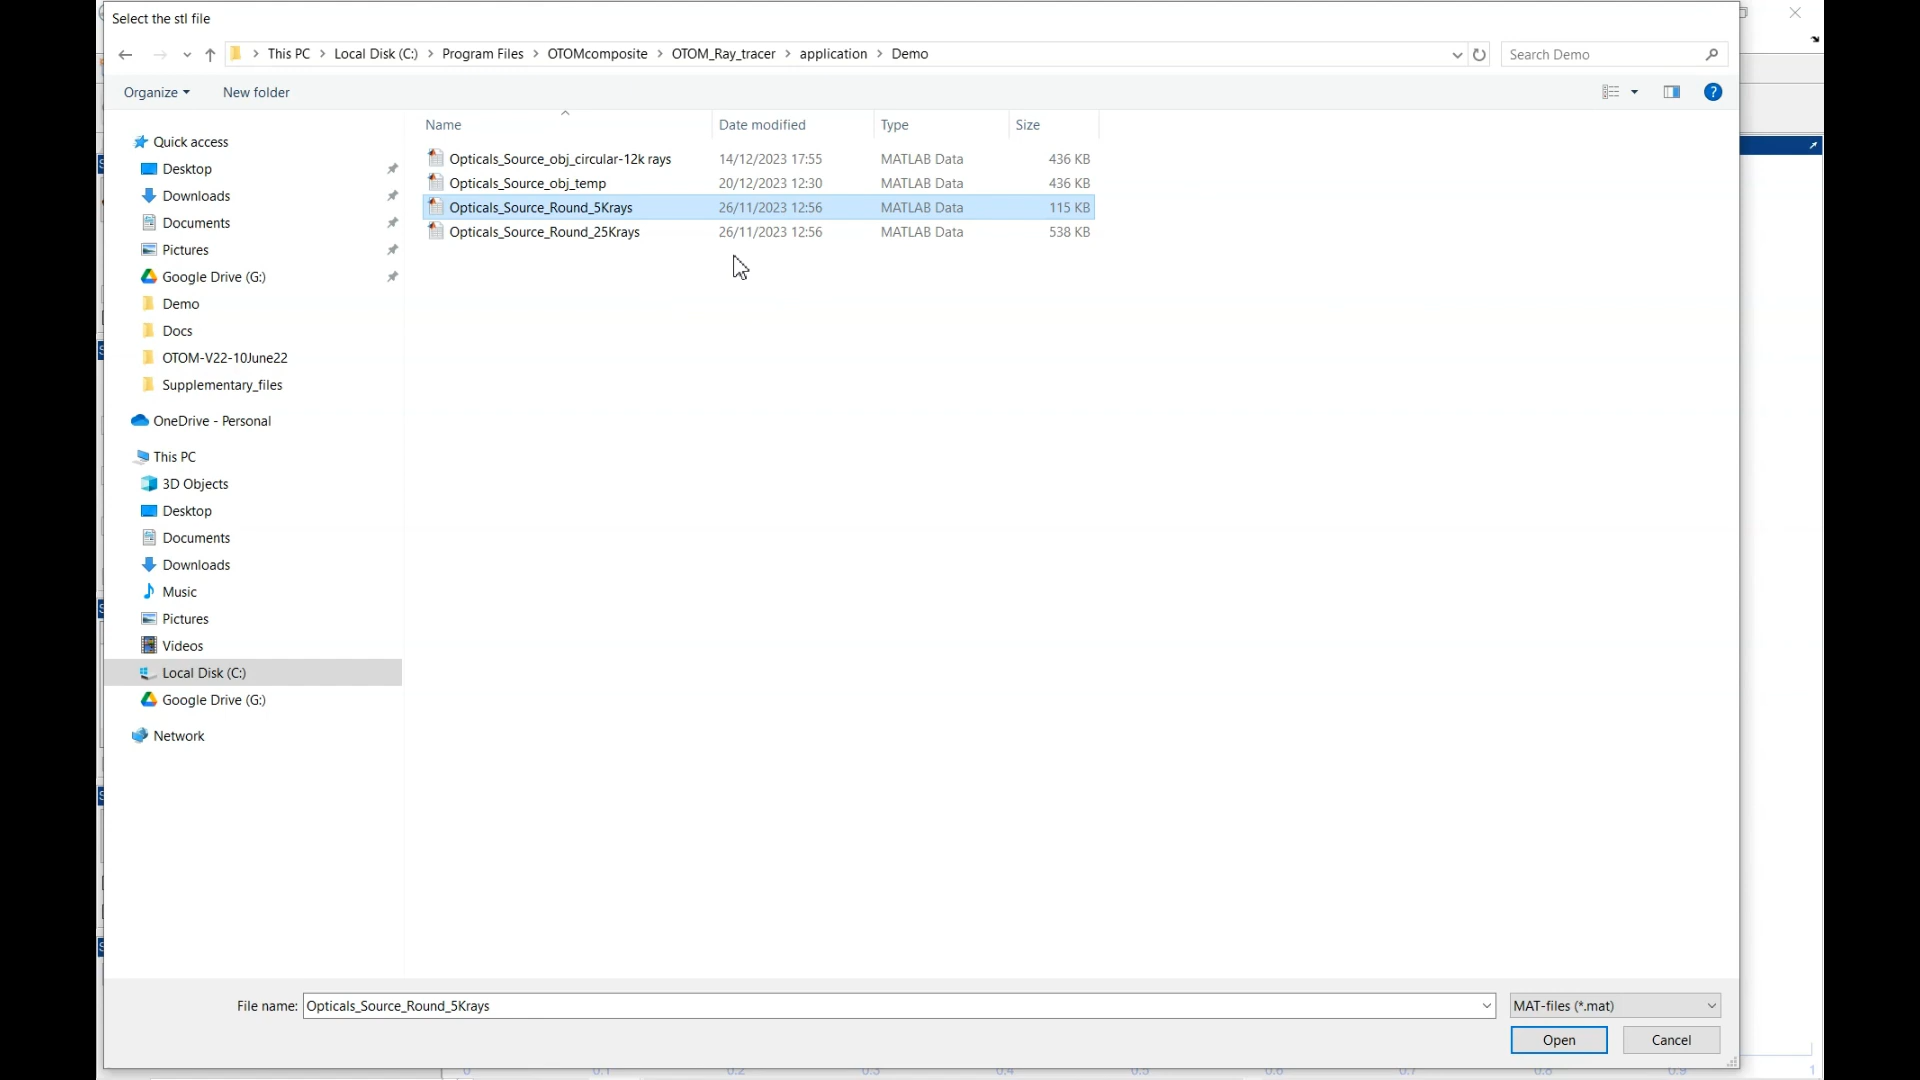 Select the stl file
This PC > Local Disk (C:) > Program Files > OTOMcomposite > OTOM_Ray_tracer > application > Demo
Search Demo
Organize
New folder
?
Name
Date modified
Type
Size
Opticals_Source_obj_circular-12k rays 14/12/2023 17:55 MATLAB Data 436 KB
Opticals_Source_obj_temp 20/12/2023 12:30 MATLAB Data 436 KB
Opticals_Source_Round_5Krays 26/11/2023 12:56 MATLAB Data 115 KB
Opticals_Source_Round_25Krays 26/11/2023 12:56 MATLAB Data 538 KB
Quick access
Desktop
Downloads
Documents
Pictures
Google Drive (G:)
Demo
Docs
OTOM-V22-10June22
Supplementary_files
OneDrive - Personal
This PC
3D Objects
Desktop
Documents
Downloads
Music
Pictures
Videos
Local Disk (C:)
Google Drive (G:)
Network
File name: Opticals_Source_Round_5Krays
MAT-files (*.mat)
Open
Cancel